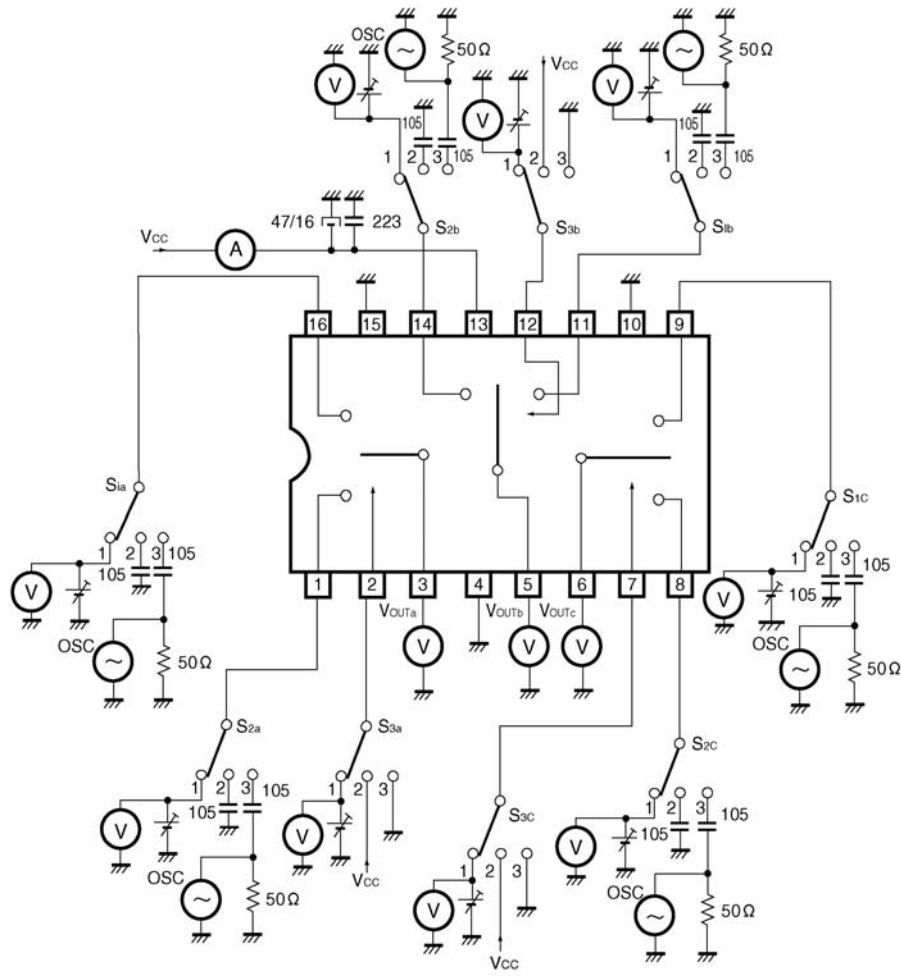 OSC
50Ω
V
~
105
105
1 2 3
S2b
VCC
V
1 2 3
S3b
OSC
50Ω
V
~
105
105
1 2 3
SIb
47/16
223
VCC
A
16 15 14 13 12 11 10 9
1 2 3 4 5 6 7 8
SIa
1 2 3
105
105
V
OSC
~
50Ω
S1C
1 2 3
105
105
V
OSC
~
50Ω
VOUTa
VOUTb
VOUTc
V
V
V
S2a
1 2 3
105
105
V
OSC
~
50Ω
S3a
1 2 3
V
VCC
S3C
1 2 3
V
VCC
S2C
1 2 3
105
105
V
OSC
~
50Ω